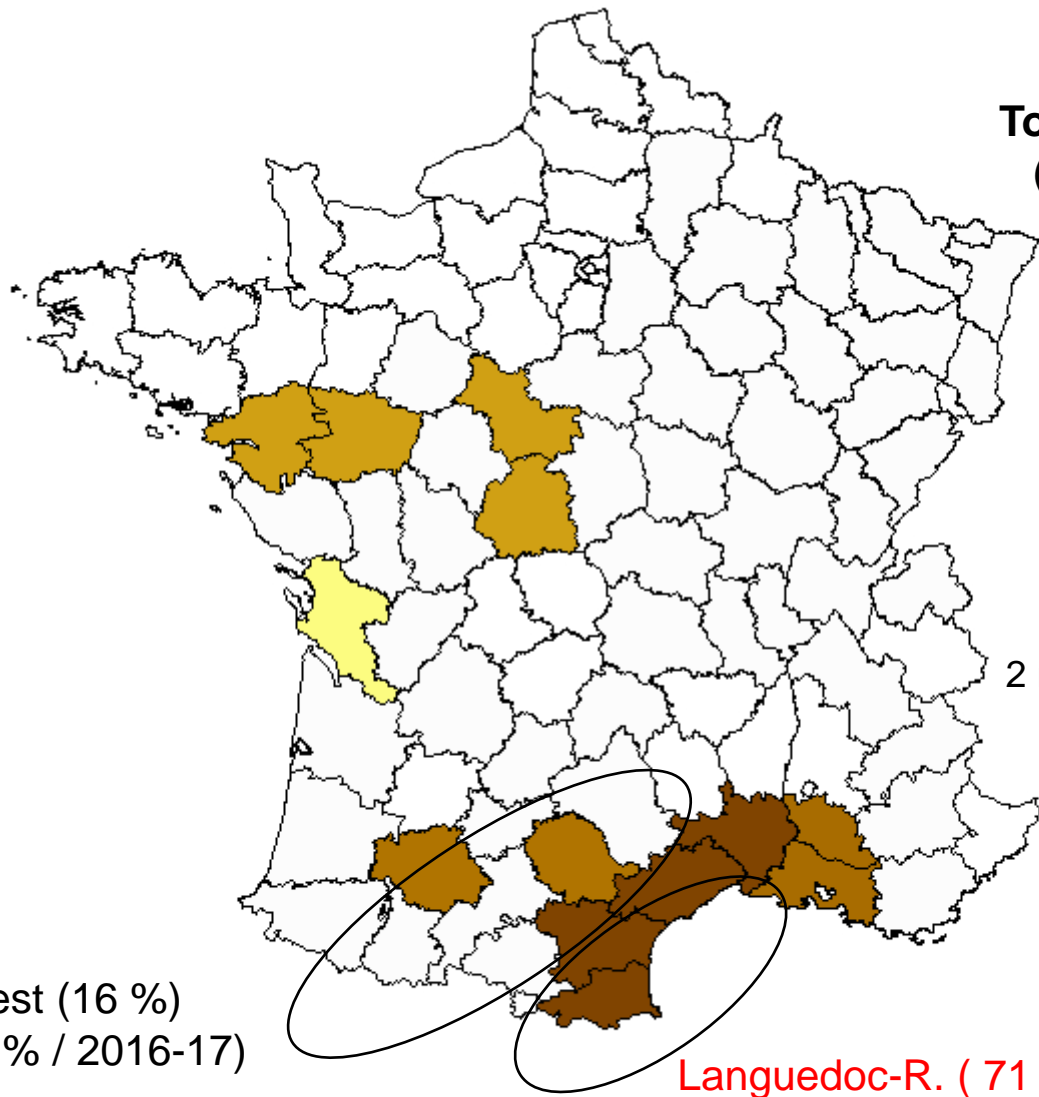 To
(
2
est (16 %)
% / 2016-17)
Languedoc-R. ( 71